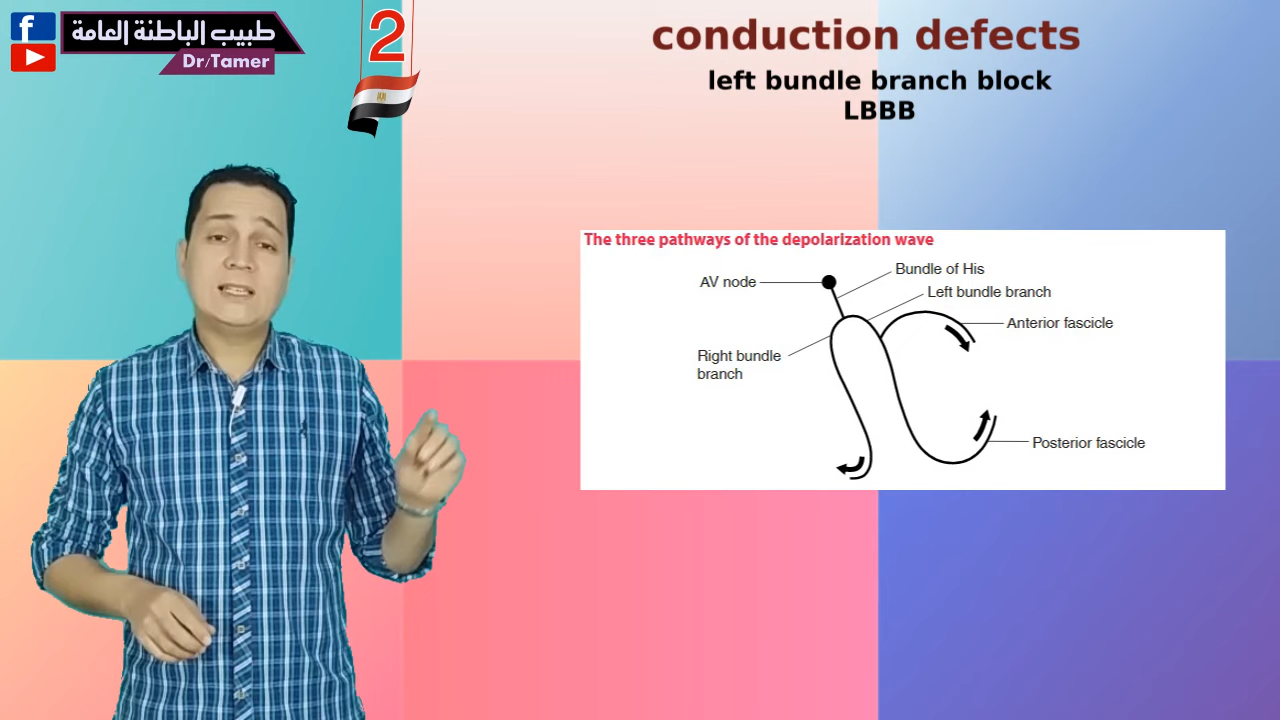 f
طبيب الباطنة العامة
Dr/Tamer
2
conduction defects
left bundle branch block
LBBB
The three pathways of the depolarization wave
AV node
Bundle of His
Left bundle branch
Anterior fascicle
Right bundle
branch
Posterior fascicle